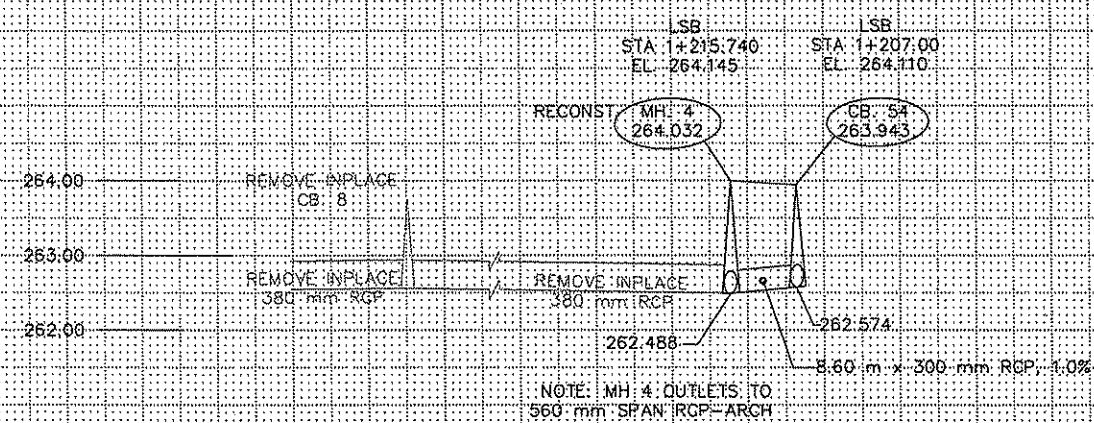 LSB
STA 1+215.740
EL. 264.145
LSB
STA 1+207.00
EL. 264.110
RECONST
MH. 4
264.032
CB. 54
263.943
264.00
REMOVE INPLACE
CB. 8
263.00
REMOVE INPLACE
380 mm RCP
REMOVE INPLACE
380 mm RCP
262.00
262.488
262.574
8.60 m x 300 mm RCP, 1.0%
NOTE: MH 4 OUTLETS TO
560 mm SPAN RCP-ARCH